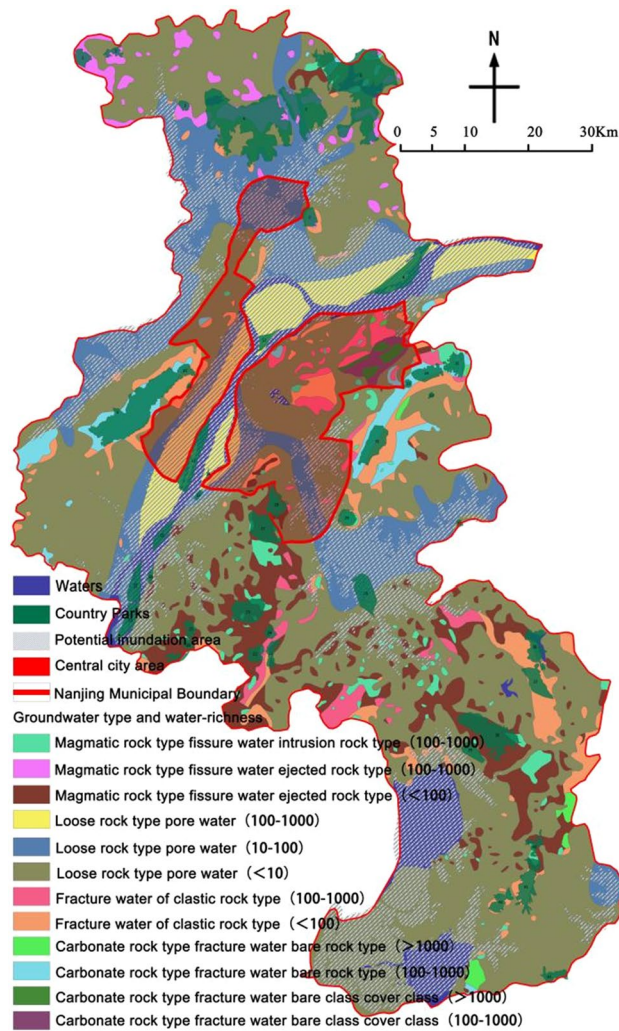 N
0 5 10 20 30Km
Waters
Country Parks
Potential inundation area
Central city area
Nanjing Municipal Boundary
Groundwater type and water-richness
Magmatic rock type fissure water intrusion rock type (100-1000)
Magmatic rock type fissure water ejected rock type (100-1000)
Magmatic rock type fissure water ejected rock type (<100)
Loose rock type pore water (100-1000)
Loose rock type pore water (10-100)
Loose rock type pore water (<10)
Fracture water of clastic rock type (100-1000)
Fracture water of clastic rock type (<100)
Carbonate rock type fracture water bare rock type (>1000)
Carbonate rock type fracture water bare rock type (100-1000)
Carbonate rock type fracture water bare class cover class (>1000)
Carbonate rock type fracture water bare class cover class (100-1000)